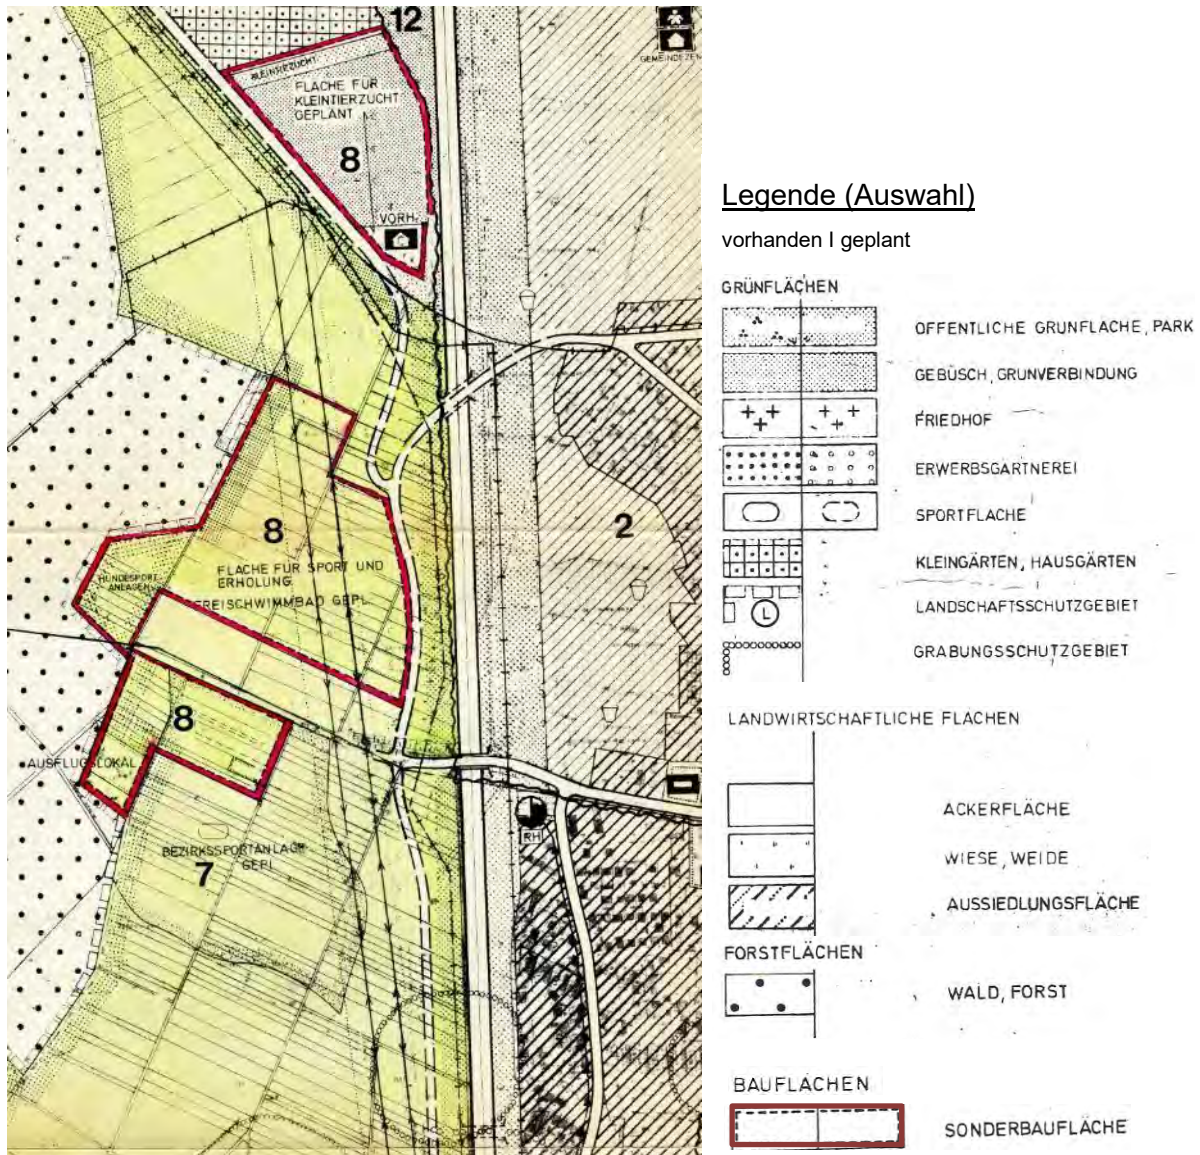 12
GEMEINDEZEN
KLEINTIERZUCHT
FLÄCHE FÜR
KLEINTIERZUCHT
GEPLANT
8
VORH.
8
2
FLÄCHE FÜR SPORT UND
ERHOLUNG
HUNDESPORT
ANLAGEN
FREISCHWIMMBAD GEPL.
8
AUSFLUGSLOKAL
RH
BEZIRKSSPORTANLAGE
GEPL.
7
Legende (Auswahl)
vorhanden I geplant
GRÜNFLÄCHEN
ÖFFENTLICHE GRÜNFLÄCHE, PARK
GEBÜSCH, GRÜNVERBINDUNG
FRIEDHOF
ERWERBSGÄRTNEREI
SPORTFLÄCHE
KLEINGÄRTEN, HAUSGÄRTEN
L
LANDSCHAFTSSCHUTZGEBIET
GRABUNGSSCHUTZGEBIET
LANDWIRTSCHAFTLICHE FLÄCHEN
ACKERFLÄCHE
WIESE, WEIDE
AUSSIEDLUNGSFLÄCHE
FORSTFLÄCHEN
WALD, FORST
BAUFLÄCHEN
SONDERBAUFLÄCHE